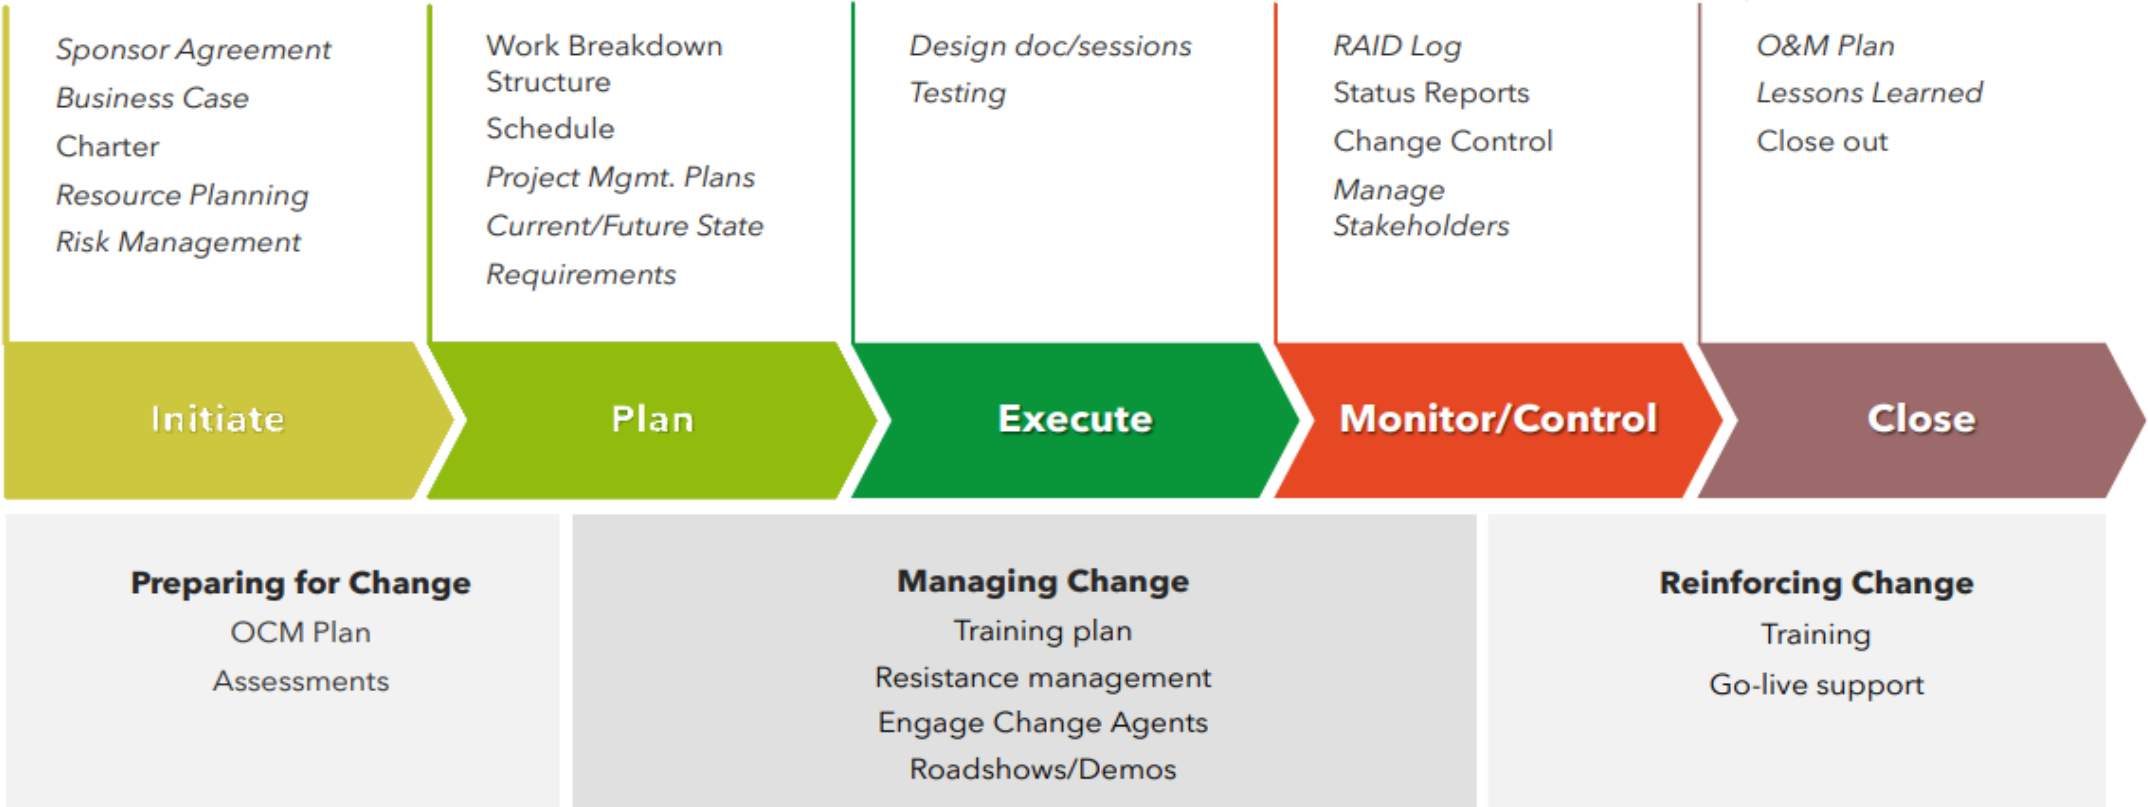 Sponsor Agreement
Business Case
Charter
Resource Planning
Risk Management
Work Breakdown
Structure
Schedule
Project Mgmt. Plans
Current/Future State
Requirements
Design doc/sessions
Testing
RAID Log
Status Reports
Change Control
Manage
Stakeholders
O&M Plan
Lessons Learned
Close out
Initiate
Plan
Execute
Monitor/Control
Close
Preparing for Change
OCM Plan
Assessments
Managing Change
Training plan
Resistance management
Engage Change Agents
Roadshows/Demos
Reinforcing Change
Training
Go-live support